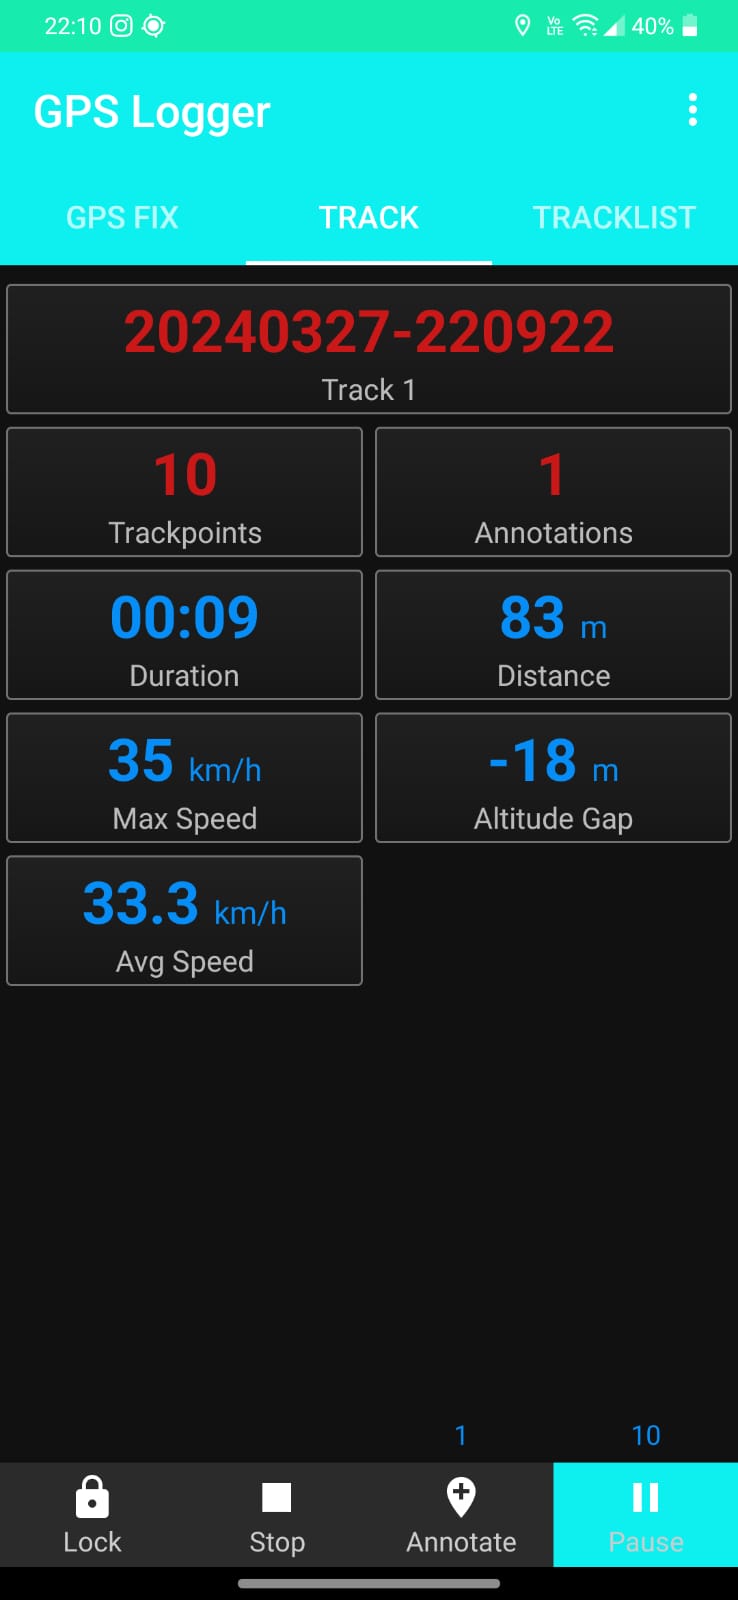 22:10 Vo LTE 40%
GPS Logger
GPS FIX TRACK TRACKLIST
20240327-220922
Track 1
10 1
Trackpoints Annotations
00:09 83 m
Duration Distance
35 km/h -18 m
Max Speed Altitude Gap
33.3 km/h
Avg Speed
1 10
Lock Stop Annotate Pause